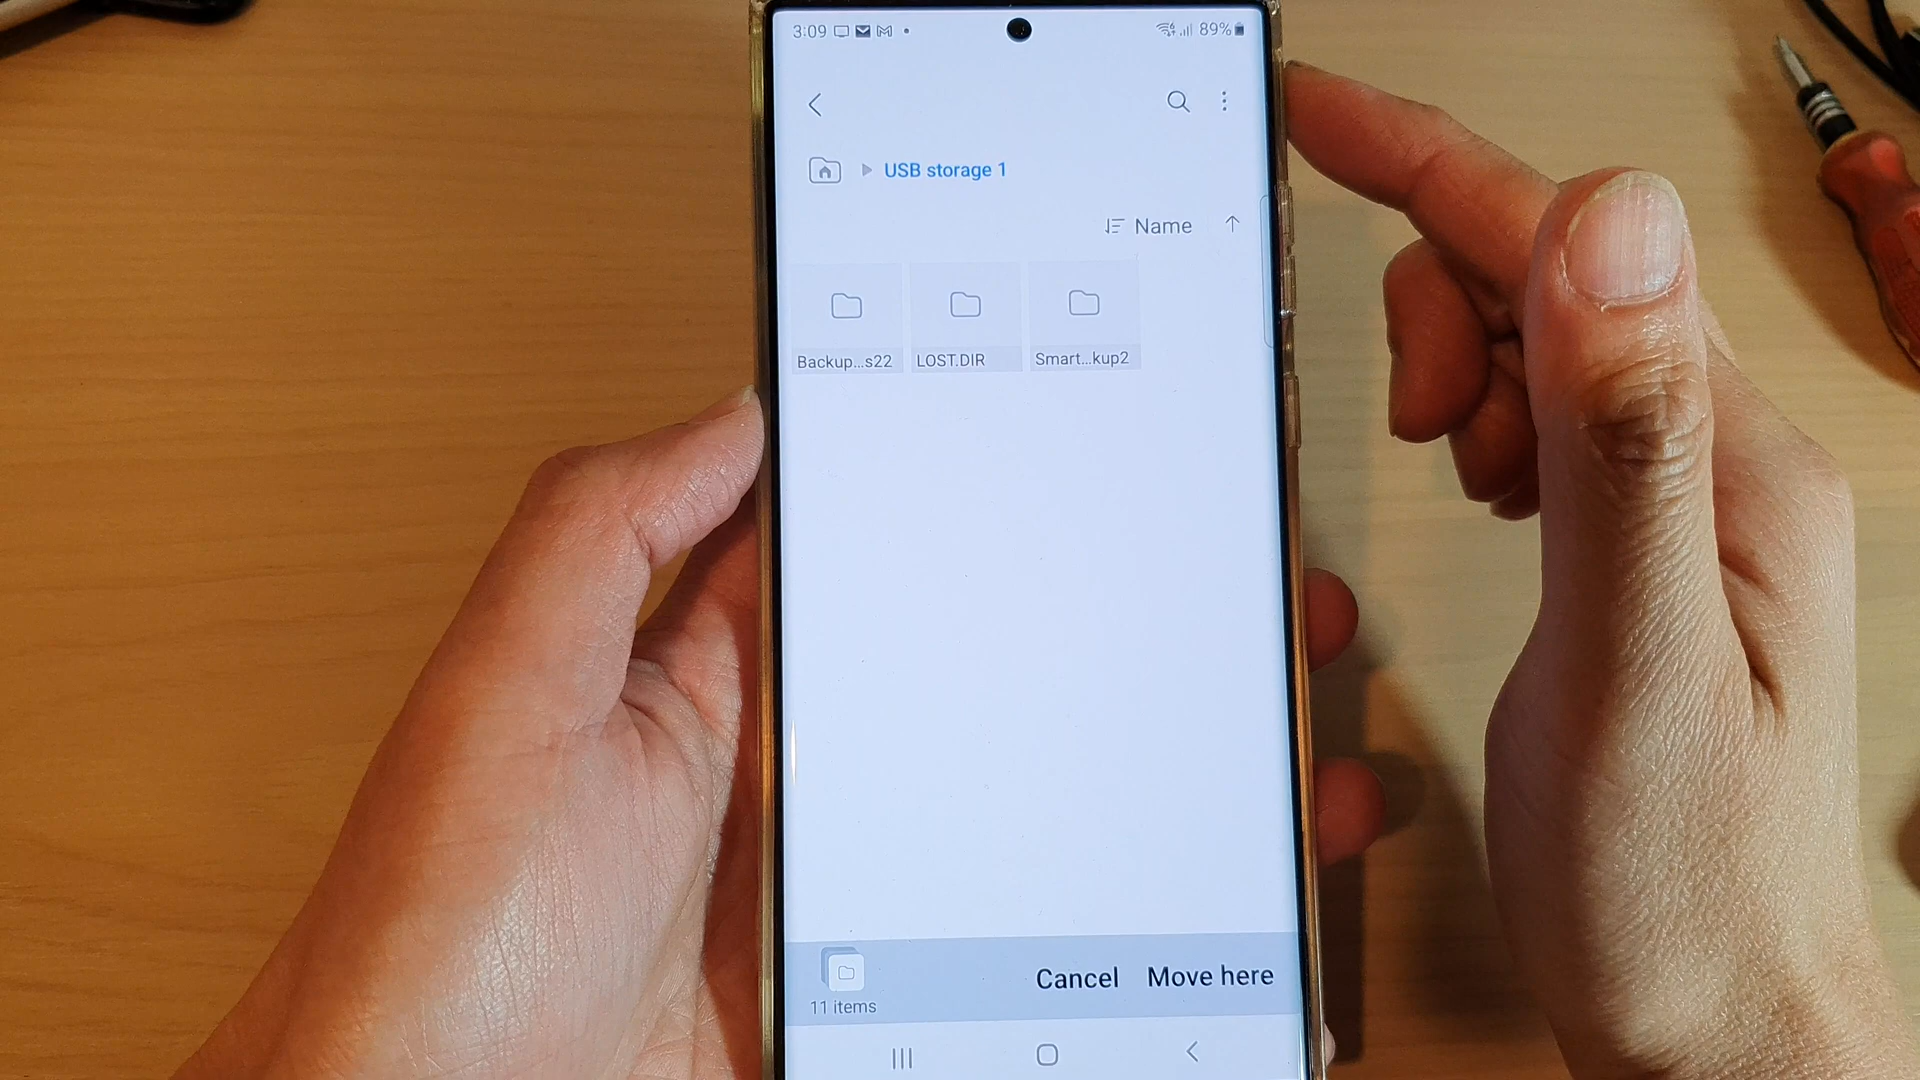 3:09 89%
USB storage 1
Name
Backup...s22 LOST.DIR Smart...kup2
Cancel Move here
11 items